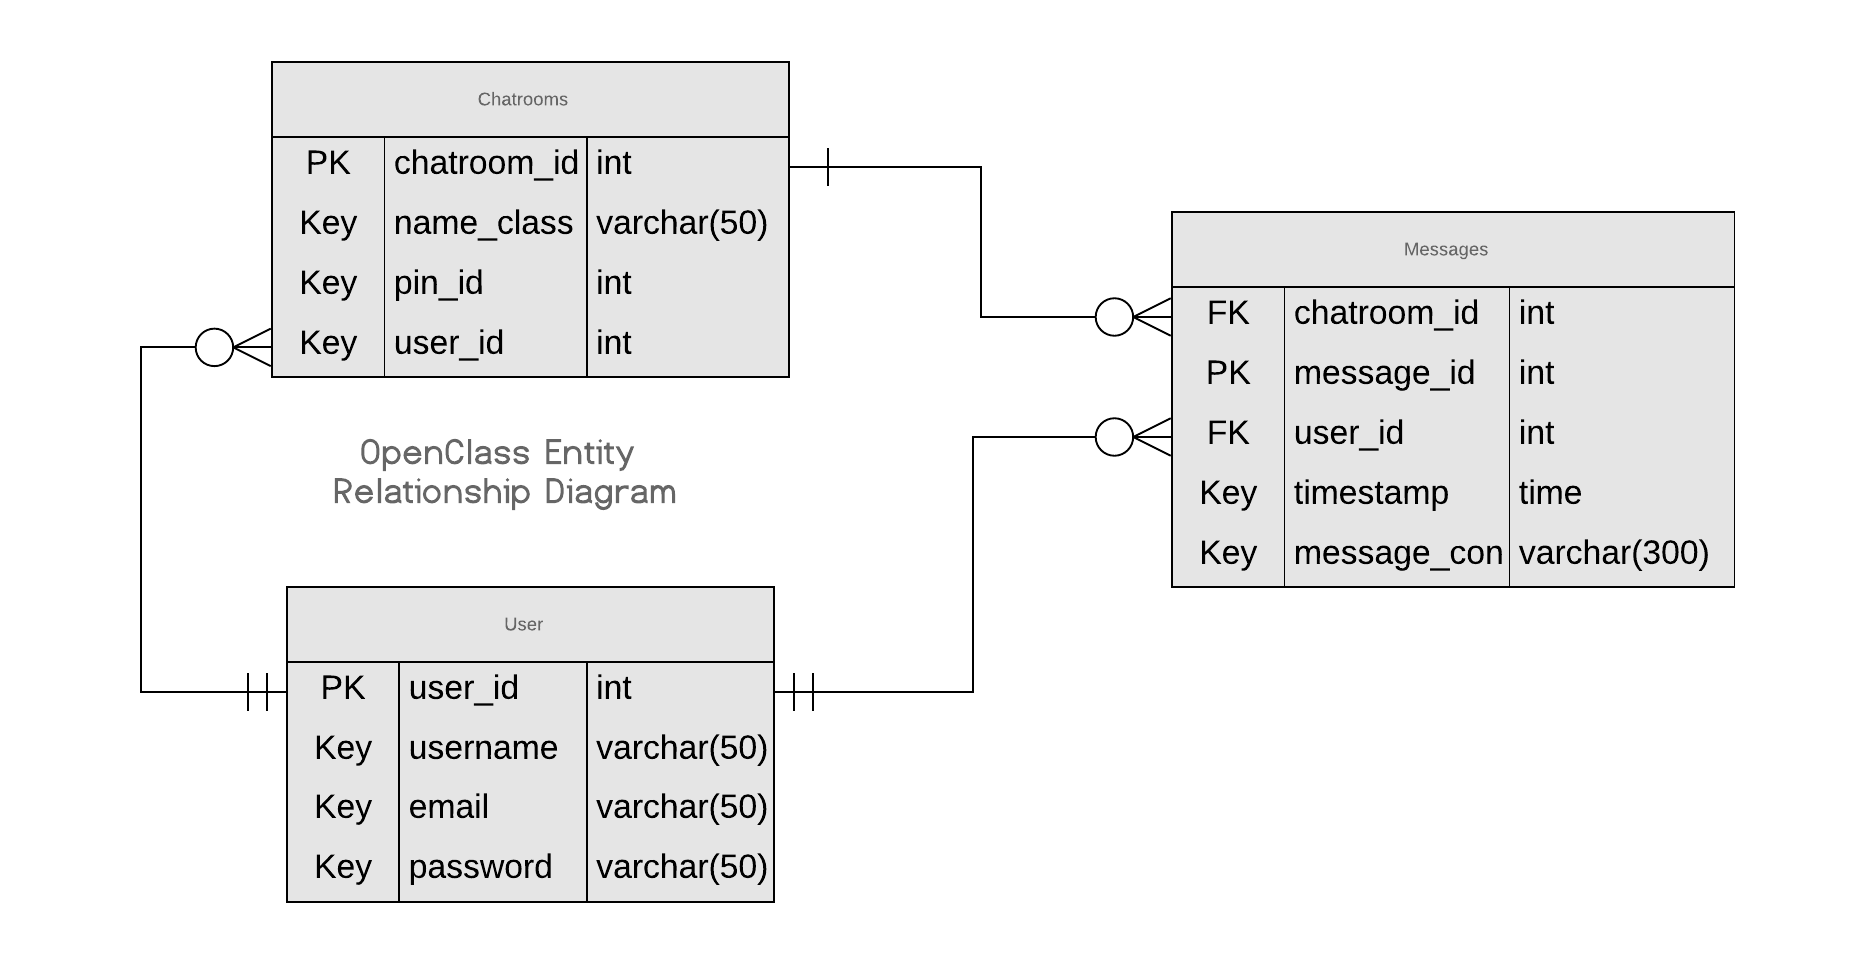 Chatrooms
PK chatroom_id int
Key name_class varchar(50)
Key pin_id int
Key user_id int
Messages
FK chatroom_id int
PK message_id int
FK user_id int
Key timestamp time
Key message_con varchar(300)
OpenClass Entity
Relationship Diagram
User
PK user_id int
Key username varchar(50)
Key email varchar(50)
Key password varchar(50)